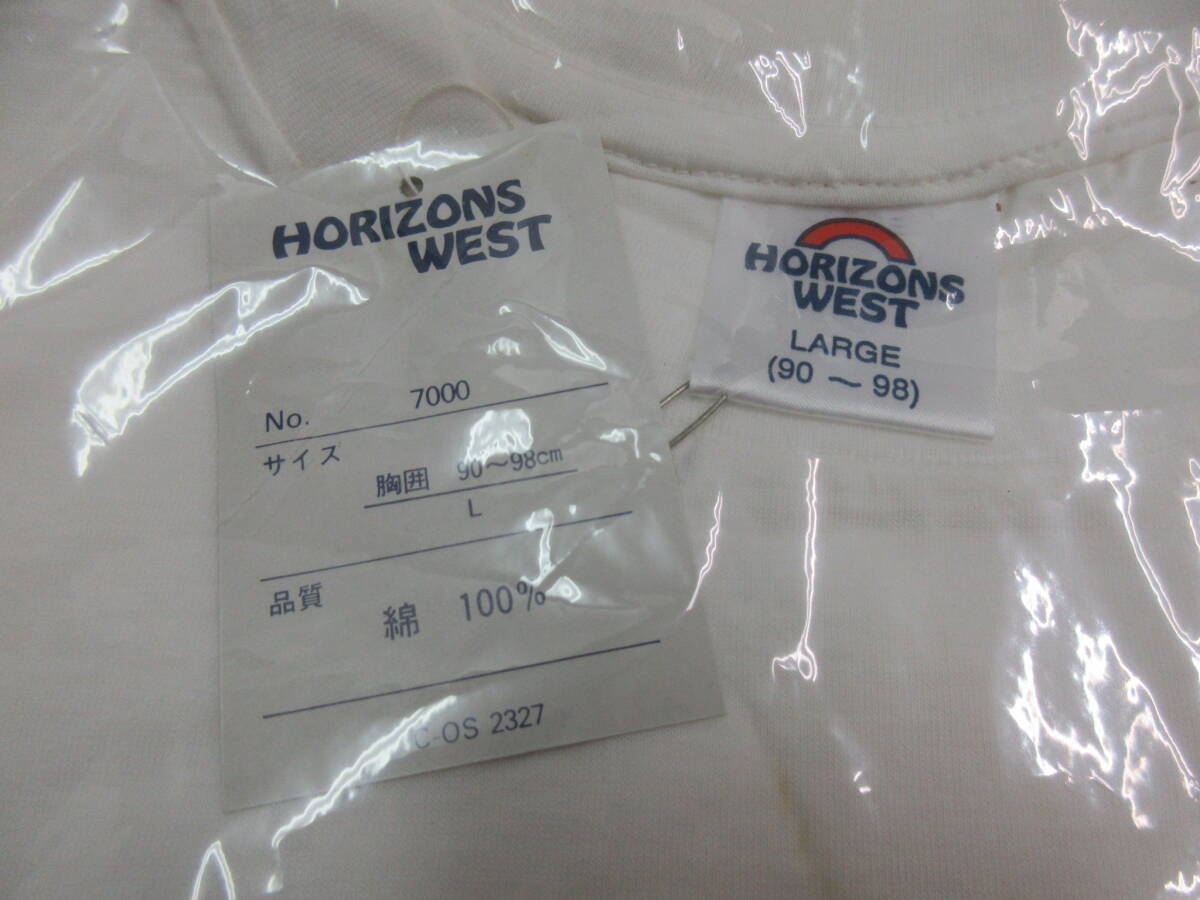 HORIZONS
WEST
No. 7000
サイズ
胸囲 90～98cm
L
品質
綿 100%
C-OS 2327
HORIZONS
WEST
LARGE
(90 ～ 98)